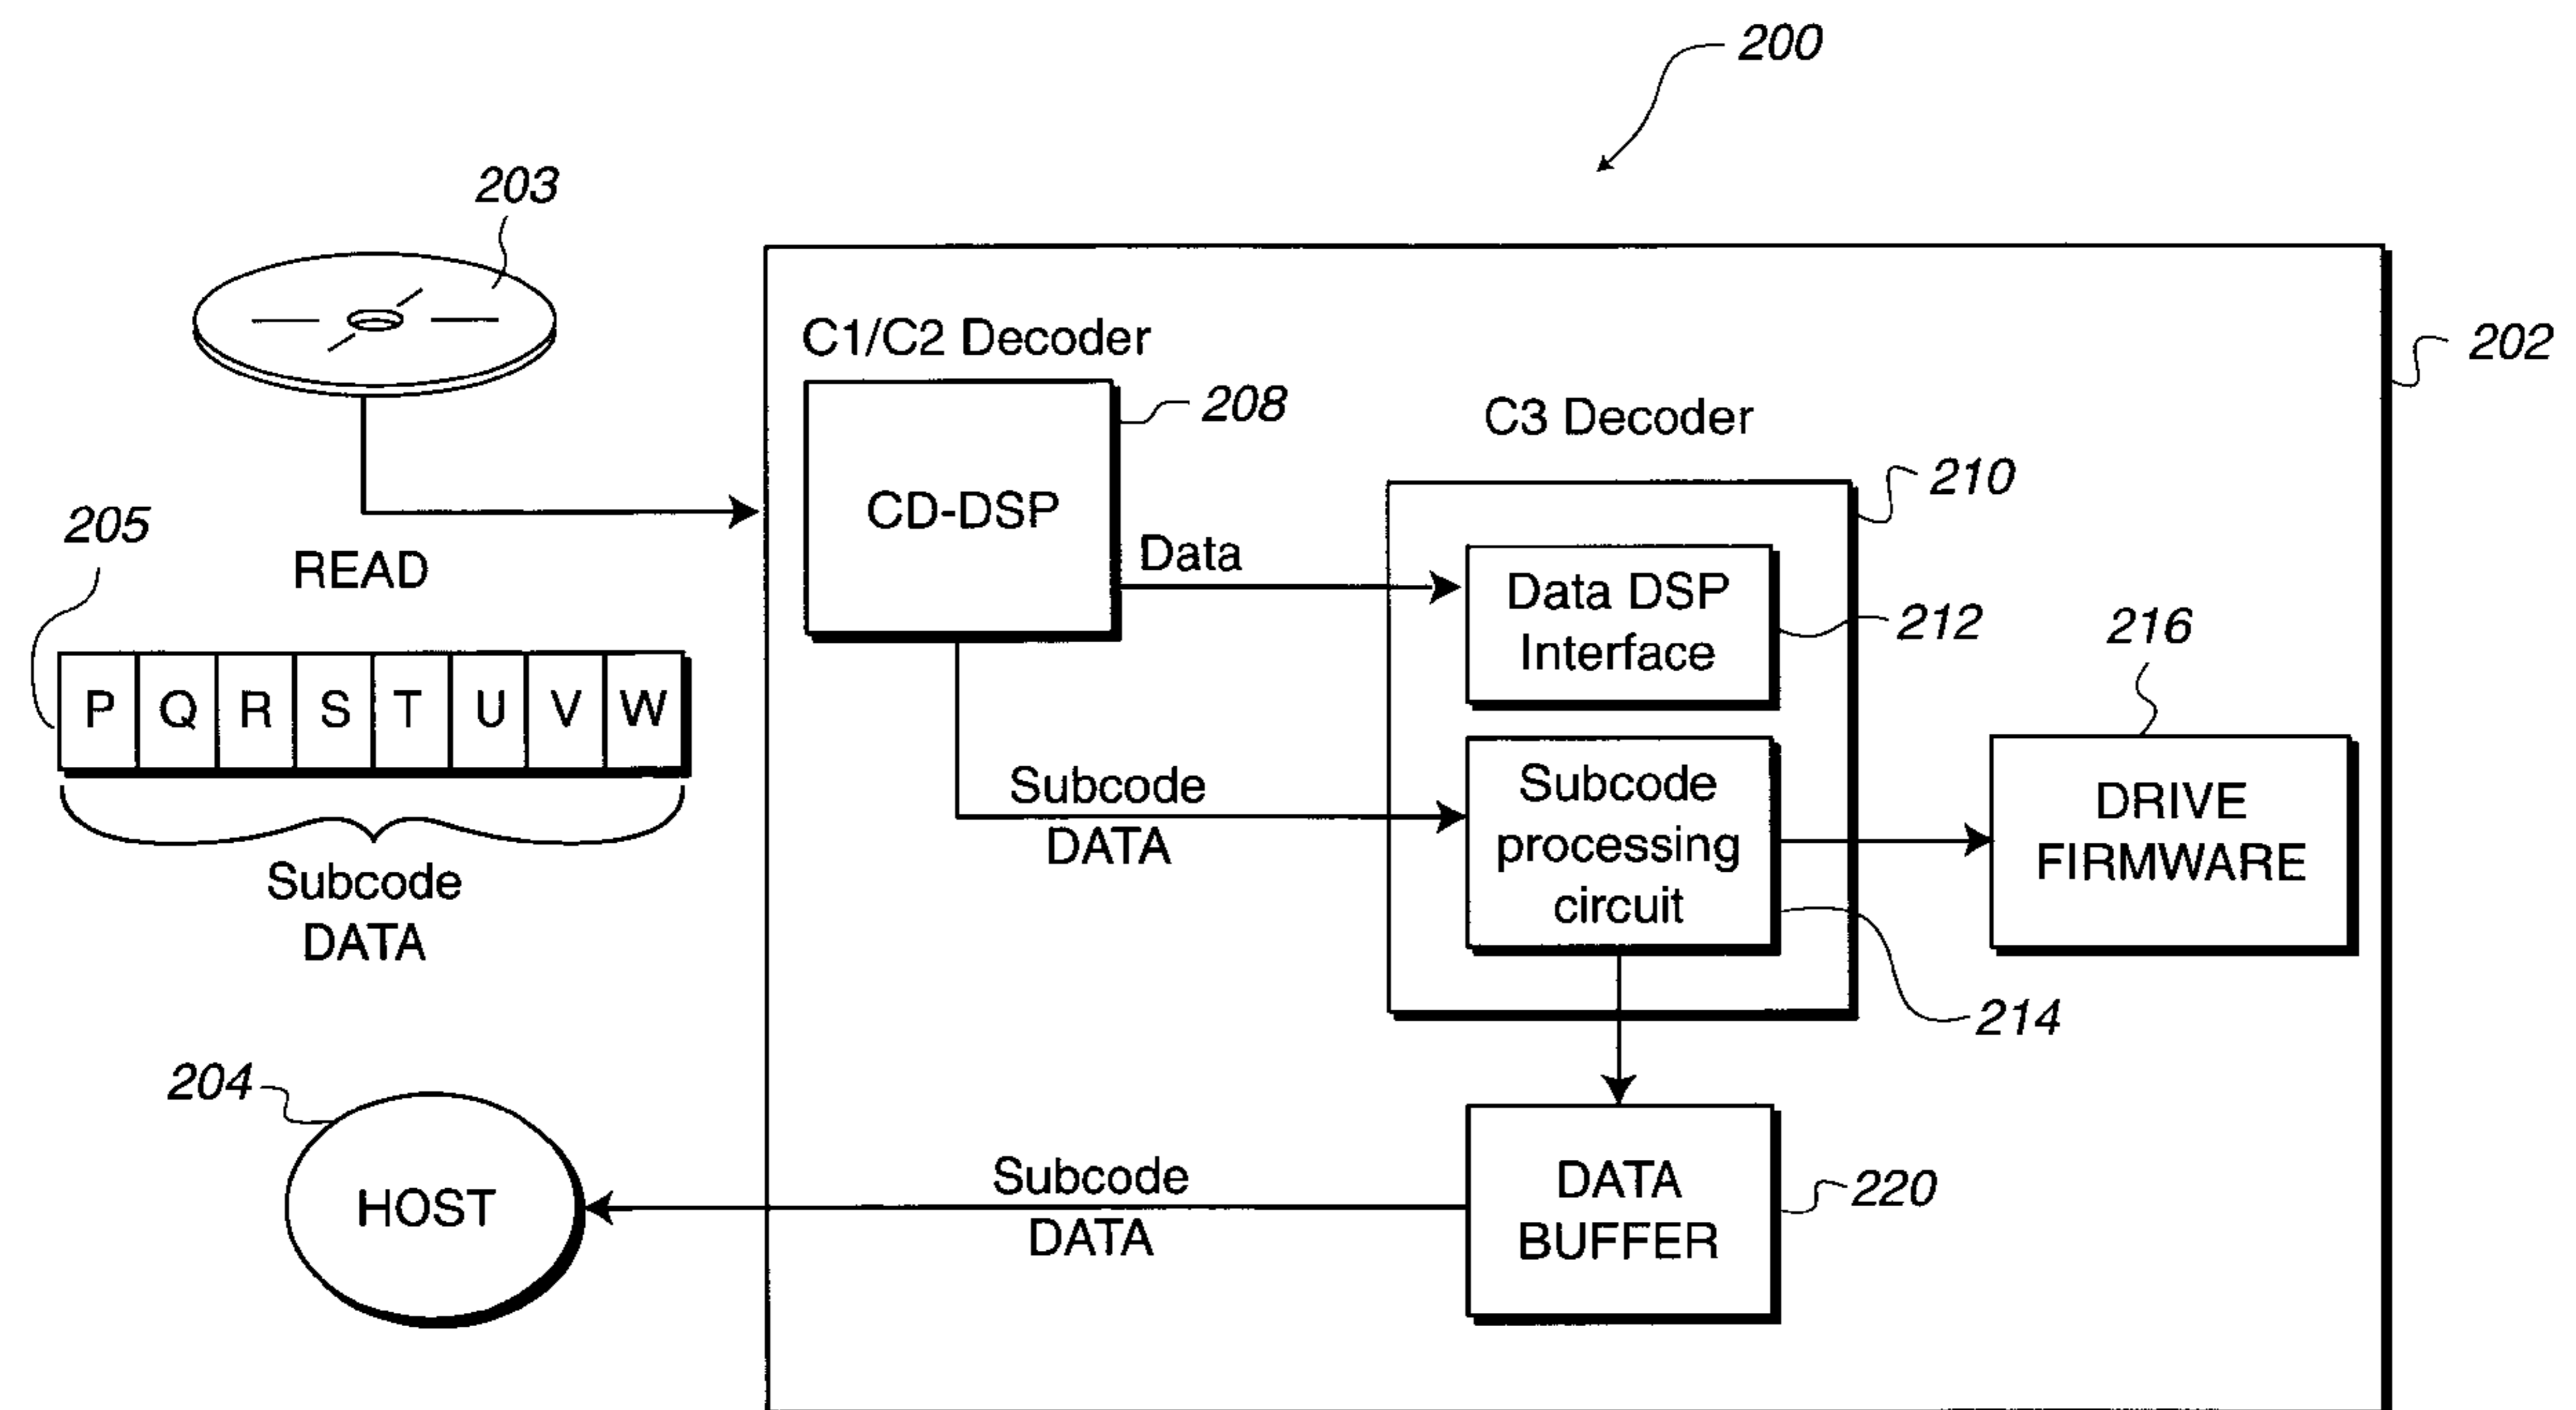 200
203
202
C1/C2 Decoder
208
CD-DSP
C3 Decoder
210
205
READ
Data
Data DSP
Interface
212
216
P Q R S T U V W
Subcode
DATA
Subcode
DATA
Subcode
processing
circuit
DRIVE
FIRMWARE
214
204
HOST
Subcode
DATA
DATA
BUFFER
220